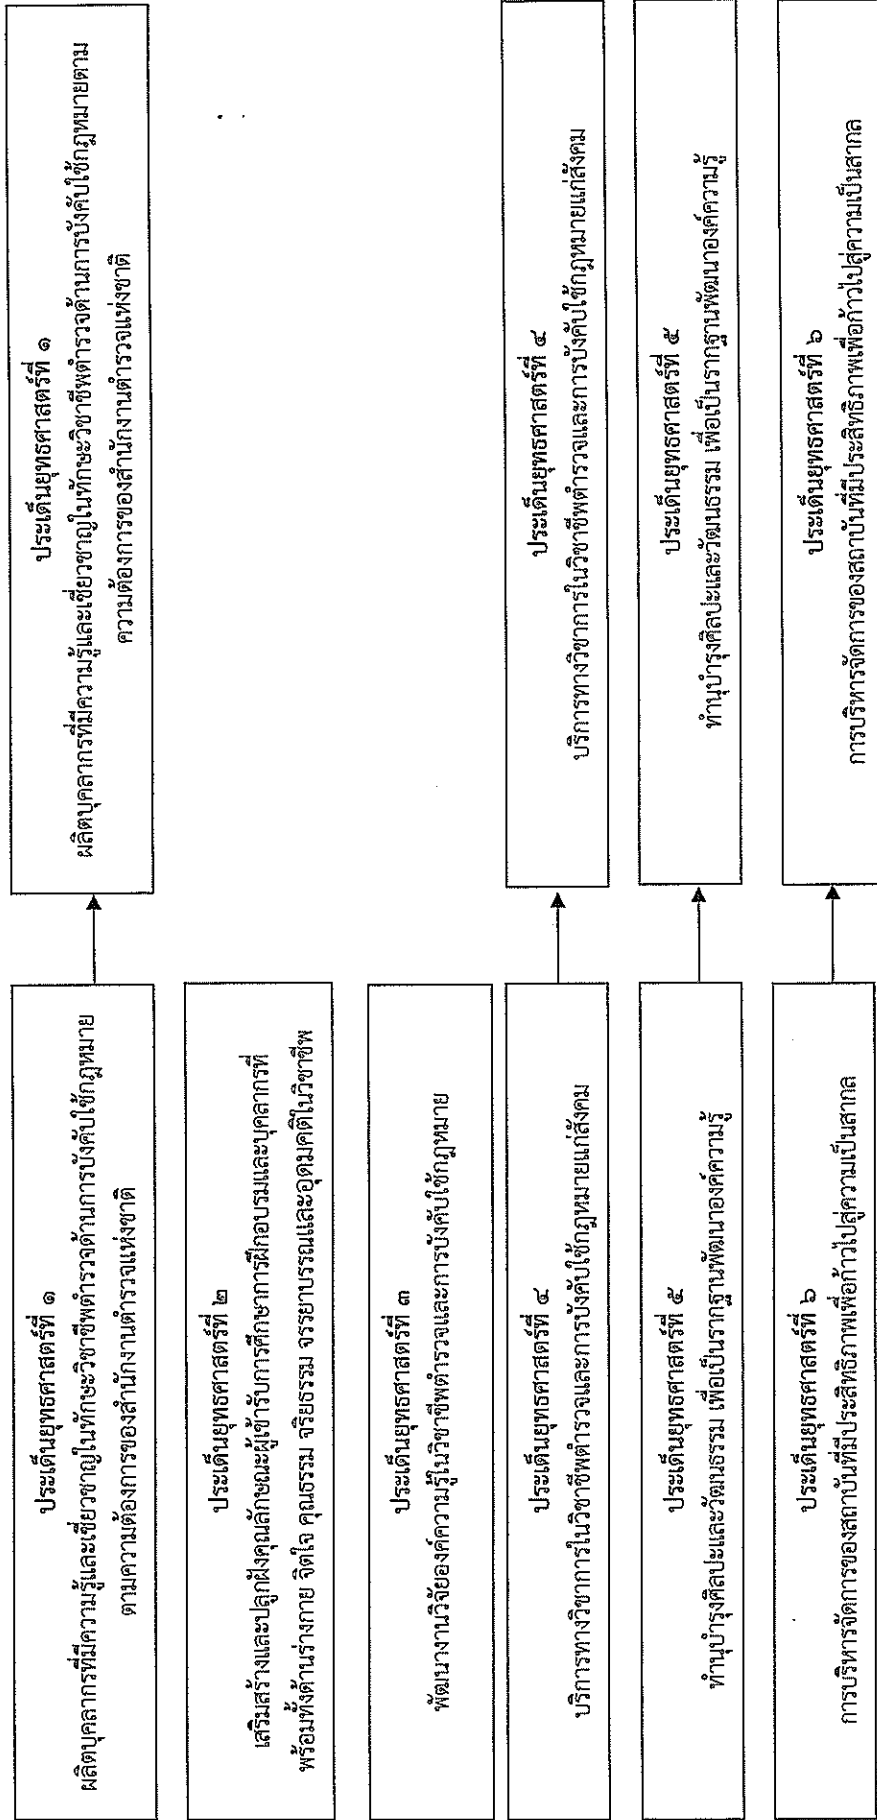 ประเด็นยุทธศาสตร์ที่ ๑
ผลิตบุคลากรที่มีความรู้และเชี่ยวชาญในทักษะวิชาชีพตำรวจด้านการบังคับใช้กฎหมาย
ตามความต้องการของสำนักงานตำรวจแห่งชาติ
ประเด็นยุทธศาสตร์ที่ ๒
เสริมสร้างและปลูกฝังคุณลักษณะผู้เข้ารับการศึกษาการฝึกอบรมและบุคลากรที่
พร้อมทั้งด้านร่างกาย จิตใจ คุณธรรม จริยธรรม จรรยาบรรณและอุดมคติในวิชาชีพ
ประเด็นยุทธศาสตร์ที่ ๓
พัฒนางานวิจัยองค์ความรู้ในวิชาชีพตำรวจและการบังคับใช้กฎหมาย
ประเด็นยุทธศาสตร์ที่ ๔
บริการทางวิชาการในวิชาชีพตำรวจและการบังคับใช้กฎหมายแก่สังคม
ประเด็นยุทธศาสตร์ที่ ๕
ทำนุบำรุงศิลปะและวัฒนธรรม เพื่อเป็นรากฐานพัฒนาองค์ความรู้
ประเด็นยุทธศาสตร์ที่ ๖
การบริหารจัดการของสถาบันที่มีประสิทธิภาพเพื่อก้าวไปสู่ความเป็นสากล
ประเด็นยุทธศาสตร์ที่ ๑
ผลิตบุคลากรที่มีความรู้และเชี่ยวชาญในทักษะวิชาชีพตำรวจด้านการบังคับใช้กฎหมายตาม
ความต้องการของสำนักงานตำรวจแห่งชาติ
ประเด็นยุทธศาสตร์ที่ ๔
บริการทางวิชาการในวิชาชีพตำรวจและการบังคับใช้กฎหมายแก่สังคม
ประเด็นยุทธศาสตร์ที่ ๕
ทำนุบำรุงศิลปะและวัฒนธรรม เพื่อเป็นรากฐานพัฒนาองค์ความรู้
ประเด็นยุทธศาสตร์ที่ ๖
การบริหารจัดการของสถาบันที่มีประสิทธิภาพเพื่อก้าวไปสู่ความเป็นสากล